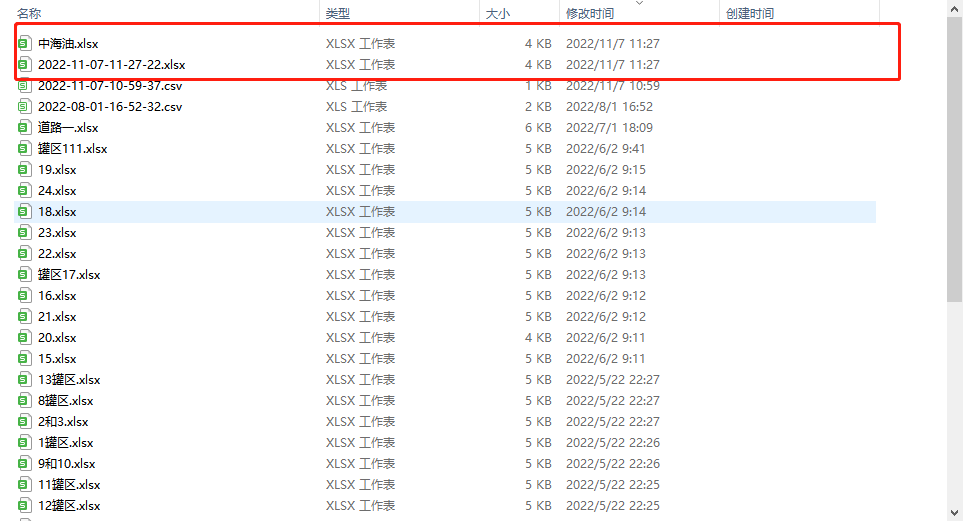 名称 类型 大小 修改时间 创建时间
中海油.xlsx XLSX 工作表 4 KB 2022/11/7 11:27
2022-11-07-11-27-22.xlsx XLSX 工作表 4 KB 2022/11/7 11:27
2022-11-07-10-59-37.csv XLS 工作表 1 KB 2022/11/7 10:59
2022-08-01-16-52-32.csv XLS 工作表 2 KB 2022/8/1 16:52
道路一.xlsx XLSX 工作表 6 KB 2022/7/1 18:09
罐区111.xlsx XLSX 工作表 5 KB 2022/6/2 9:41
19.xlsx XLSX 工作表 5 KB 2022/6/2 9:15
24.xlsx XLSX 工作表 5 KB 2022/6/2 9:14
18.xlsx XLSX 工作表 5 KB 2022/6/2 9:14
23.xlsx XLSX 工作表 5 KB 2022/6/2 9:13
22.xlsx XLSX 工作表 5 KB 2022/6/2 9:13
罐区17.xlsx XLSX 工作表 5 KB 2022/6/2 9:13
16.xlsx XLSX 工作表 5 KB 2022/6/2 9:12
21.xlsx XLSX 工作表 5 KB 2022/6/2 9:12
20.xlsx XLSX 工作表 4 KB 2022/6/2 9:11
15.xlsx XLSX 工作表 5 KB 2022/6/2 9:11
13罐区.xlsx XLSX 工作表 5 KB 2022/5/22 22:27
8罐区.xlsx XLSX 工作表 5 KB 2022/5/22 22:27
2和3.xlsx XLSX 工作表 5 KB 2022/5/22 22:27
1罐区.xlsx XLSX 工作表 5 KB 2022/5/22 22:26
9和10.xlsx XLSX 工作表 5 KB 2022/5/22 22:26
11罐区.xlsx XLSX 工作表 5 KB 2022/5/22 22:25
12罐区.xlsx XLSX 工作表 5 KB 2022/5/22 22:25